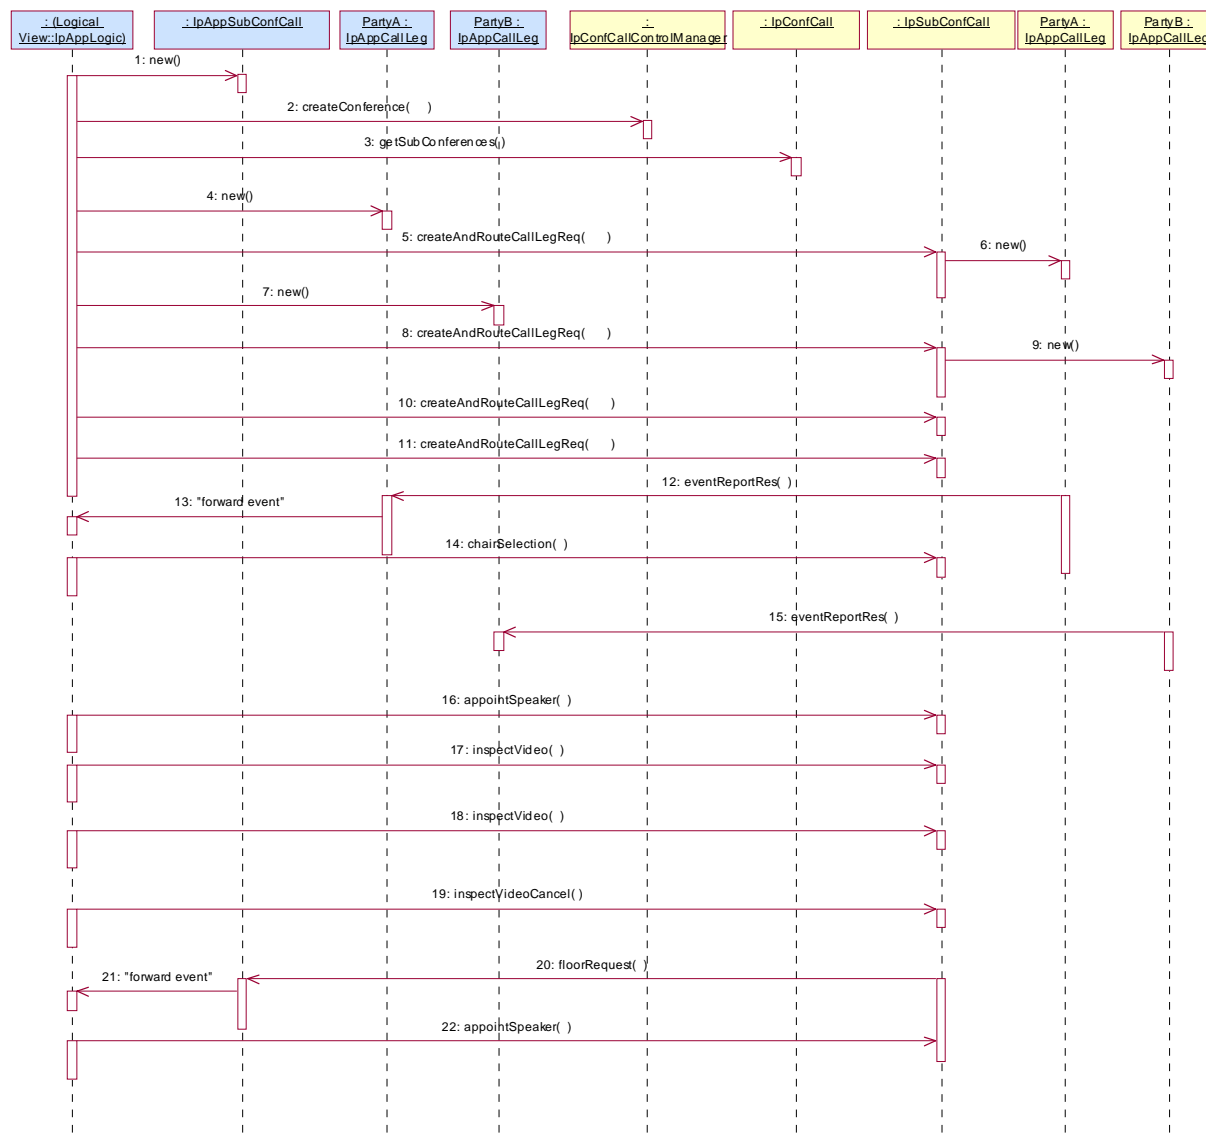 : (Logical
View::IpAppLogic)
: IpAppSubConfCall
PartyA :
IpAppCallLeg
PartyB :
IpAppCallLeg
:
IpConfCallControlManager
: IpConfCall
: IpSubConfCall
PartyA :
IpAppCallLeg
PartyB :
IpAppCallLeg
1: new()
2: createConference( )
3: getSubConferences()
4: new()
5: createAndRouteCallLegReq( )
6: new()
7: new()
8: createAndRouteCallLegReq( )
9: new()
10: createAndRouteCallLegReq( )
11: createAndRouteCallLegReq( )
12: eventReportRes( )
13: "forward event"
14: chairSelection( )
15: eventReportRes( )
16: appointSpeaker( )
17: inspectVideo( )
18: inspectVideo( )
19: inspectVideoCancel( )
20: floorRequest( )
21: "forward event"
22: appointSpeaker( )